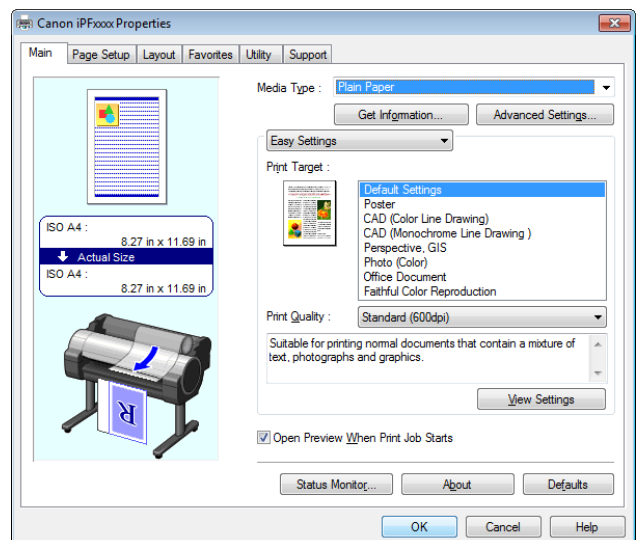 Canon iPFxxxx Properties
Main Page Setup Layout Favorites Utility Support
Media Type : Plain Paper
Get Information... Advanced Settings...
Easy Settings
Print Target :
Default Settings
Poster
CAD (Color Line Drawing)
CAD (Monochrome Line Drawing )
Perspective, GIS
Photo (Color)
Office Document
Faithful Color Reproduction
ISO A4 :
8.27 in x 11.69 in
Actual Size
ISO A4 :
8.27 in x 11.69 in
R
Print Quality : Standard (600dpi)
Suitable for printing normal documents that contain a mixture of
text, photographs and graphics.
View Settings
Open Preview When Print Job Starts
Status Monitor... About Defaults
OK Cancel Help